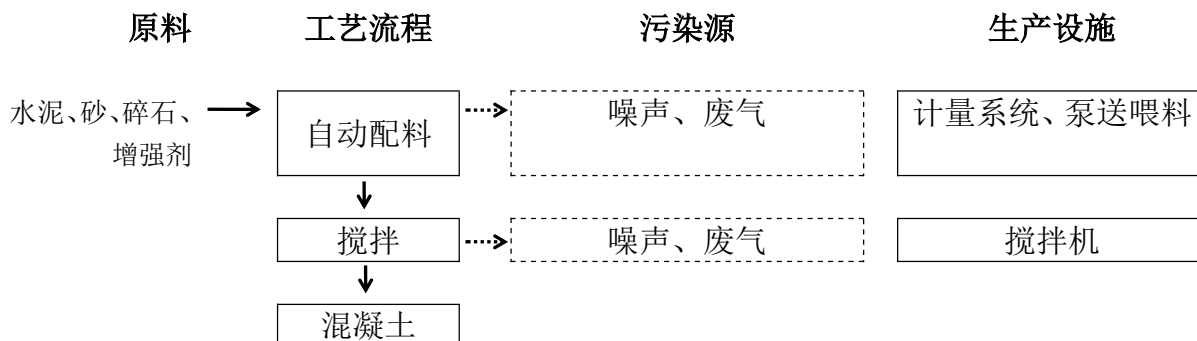 原料 工艺流程 污染源 生产设施
水泥、砂、碎石、
增强剂
自动配料
噪声、废气
计量系统、泵送喂料
搅拌
噪声、废气
搅拌机
混凝土